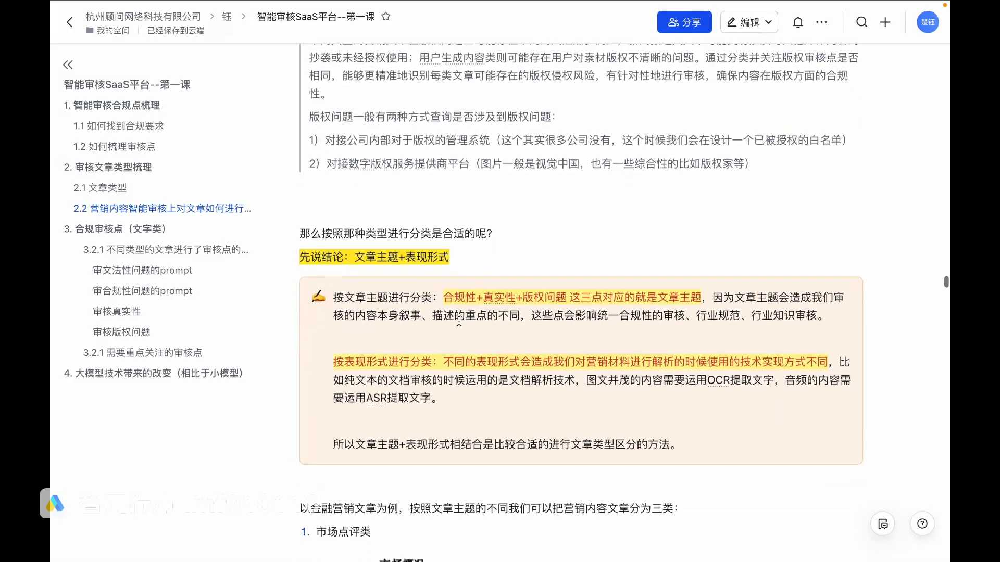 杭州顾问网络科技有限公司 > 钰 > 智能审核SaaS平台--第一课
我的空间 | 已经保存到云端
分享
编辑
楚钰
智能审核SaaS平台--第一课
1. 智能审核合规点梳理
1.1 如何找到合规要求
1.2 如何梳理审核点
2. 审核文章类型梳理
2.1 文章类型
2.2 营销内容智能审核上对文章如何进行...
3. 合规审核点（文字类）
3.2.1 不同类型的文章进行了审核点的...
审文法性问题的prompt
审合规性问题的prompt
审核真实性
审核版权问题
3.2.1 需要重点关注的审核点
4. 大模型技术带来的改变（相比于小模型）
抄袭或未经授权使用；用户生成内容类则可能存在用户对素材版权不清晰的问题。通过分类并关注版权审核点是否
相同，能够更精准地识别每类文章可能存在的版权侵权风险，有针对性地进行审核，确保内容在版权方面的合规
性。
版权问题一般有两种方式查询是否涉及到版权问题：
1）对接公司内部对于版权的管理系统（这个其实很多公司没有，这个时候我们会在设计一个已被授权的白名单）
2）对接数字版权服务提供商平台（图片一般是视觉中国，也有一些综合性的比如版权家等）
那么按照那种类型进行分类是合适的呢？
先说结论：文章主题+表现形式
按文章主题进行分类：合规性+真实性+版权问题 这三点对应的就是文章主题，因为文章主题会造成我们审
核的内容本身叙事、描述的重点的不同，这些点会影响统一合规性的审核、行业规范、行业知识审核。
按表现形式进行分类：不同的表现形式会造成我们对营销材料进行解析的时候使用的技术实现方式不同，比
如纯文本的文档审核的时候运用的是文档解析技术，图文并茂的内容需要运用OCR提取文字，音频的内容需
要运用ASR提取文字。
所以文章主题+表现形式相结合是比较合适的进行文章类型区分的方法。
以金融营销文章为例，按照文章主题的不同我们可以把营销内容文章分为三类：
1. 市场点评类